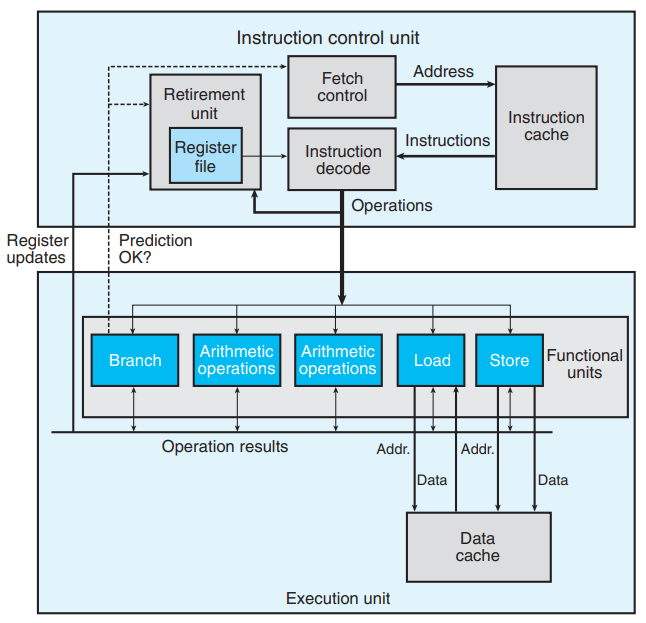 Instruction control unit
Fetch
control
Address
Retirement
unit
Instruction
cache
Register
file
Instruction
decode
Instructions
Operations
Register
updates
Prediction
OK?
Branch
Arithmetic
operations
Arithmetic
operations
Load
Store
Functional
units
Operation results
Addr.
Addr.
Data
Data
Data
cache
Execution unit